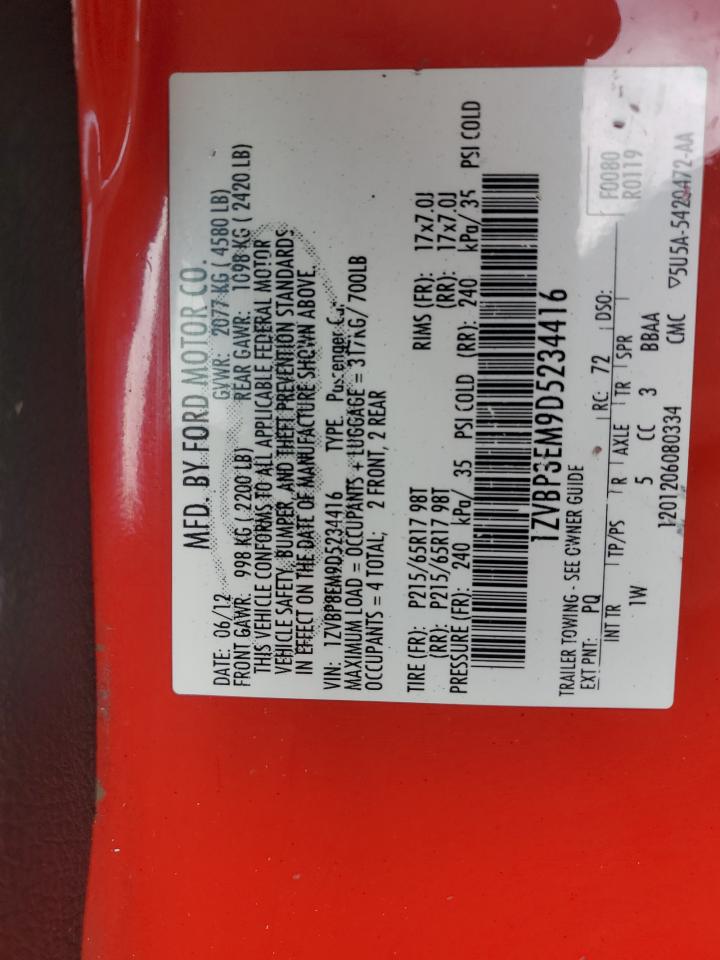 MFD. BY FORD MOTOR CO.
DATE: 06/12 GVWR: 2077 KG ( 4580 LB)
FRONT GAWR: 998 KG ( 2200 LB) REAR GAWR: 1098 KG ( 2420 LB)
THIS VEHICLE CONFORMS TO ALL APPLICABLE FEDERAL MOTOR
VEHICLE SAFETY, BUMPER, AND THEFT PREVENTION STANDARDS
IN EFFECT ON THE DATE OF MANUFACTURE SHOWN ABOVE.
VIN: 1ZVBP8EM9D5234416 TYPE: Passenger Car
MAXIMUM LOAD = OCCUPANTS + LUGGAGE = 317KG/ 700LB
OCCUPANTS = 4 TOTAL; 2 FRONT, 2 REAR
TIRE (FR): P215/65R17 98T RIMS (FR): 17x7.0J
(RR): P215/65R17 98T (RR): 17x7.0J
PRESSURE (FR): 240 kPa/ 35 PSI COLD (RR): 240 kPa/ 35 PSI COLD
1ZVBP8EM9D5234416
TRAILER TOWING - SEE OWNER GUIDE
EXT PNT: PQ RC: 72 DSO: F0080
R0119
INT TR TP/PS R AXLE TR SPR
1W 5 CC 3 BBAA
1201206080334 CMC ▽5U5A-5420472-AA